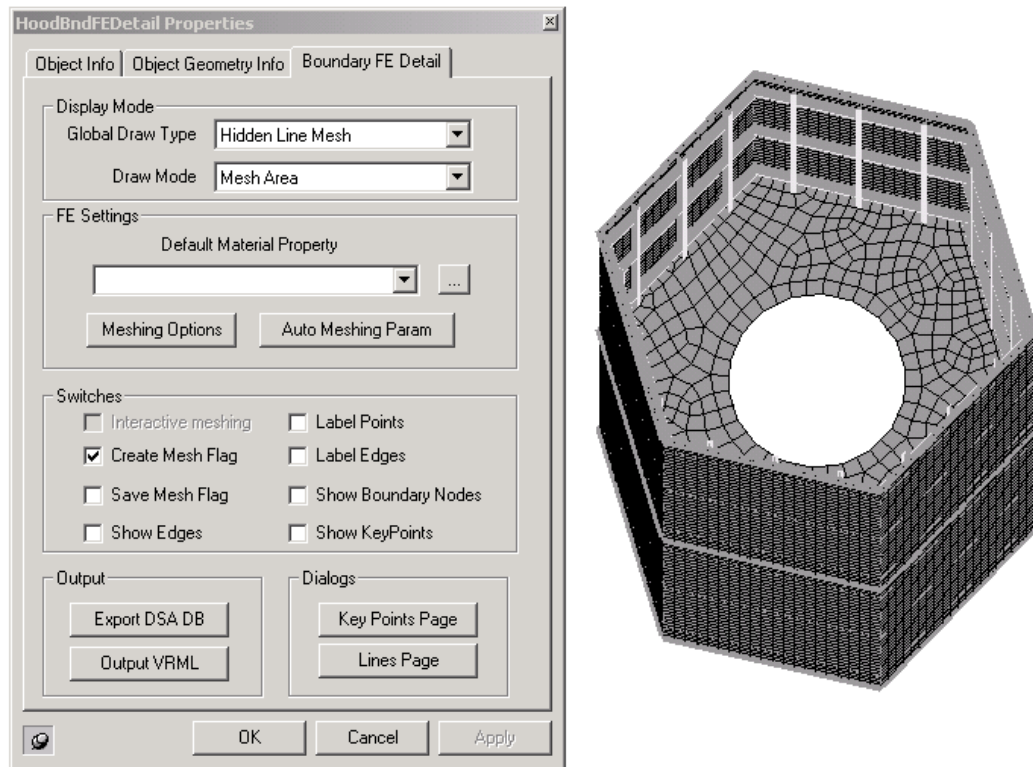 HoodBndFEDetail Properties
Object Info
Object Geometry Info
Boundary FE Detail
Display Mode
Global Draw Type
Hidden Line Mesh
Draw Mode
Mesh Area
FE Settings
Default Material Property
...
Meshing Options
Auto Meshing Param
Switches
Interactive meshing
Label Points
Create Mesh Flag
Label Edges
Save Mesh Flag
Show Boundary Nodes
Show Edges
Show KeyPoints
Output
Dialogs
Export DSA DB
Key Points Page
Output VRML
Lines Page
OK
Cancel
Apply